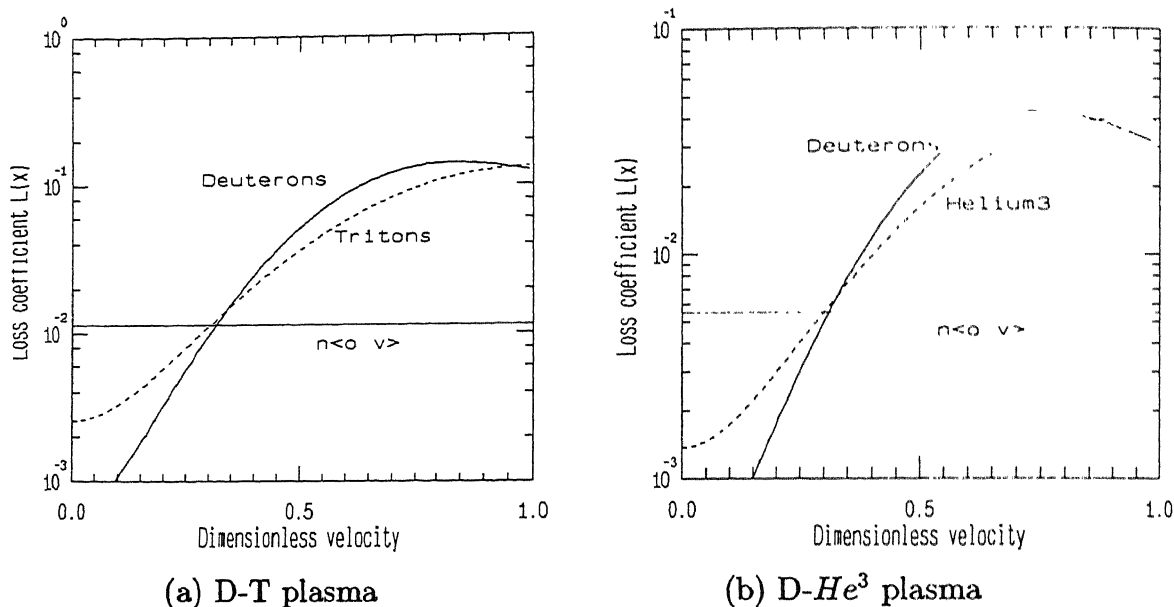 10⁰
10⁻¹
10⁻²
10⁻³
Loss coefficient L(x)
Deuterons
Tritons
n<o v>
0.0 0.5 1.0
Dimensionless velocity
(a) D-T plasma
10⁻¹
10⁻²
10⁻³
Loss coefficient L(x)
Deuterons
Helium3
n<o v>
0.0 0.5 1.0
Dimensionless velocity
(b) D-He³ plasma